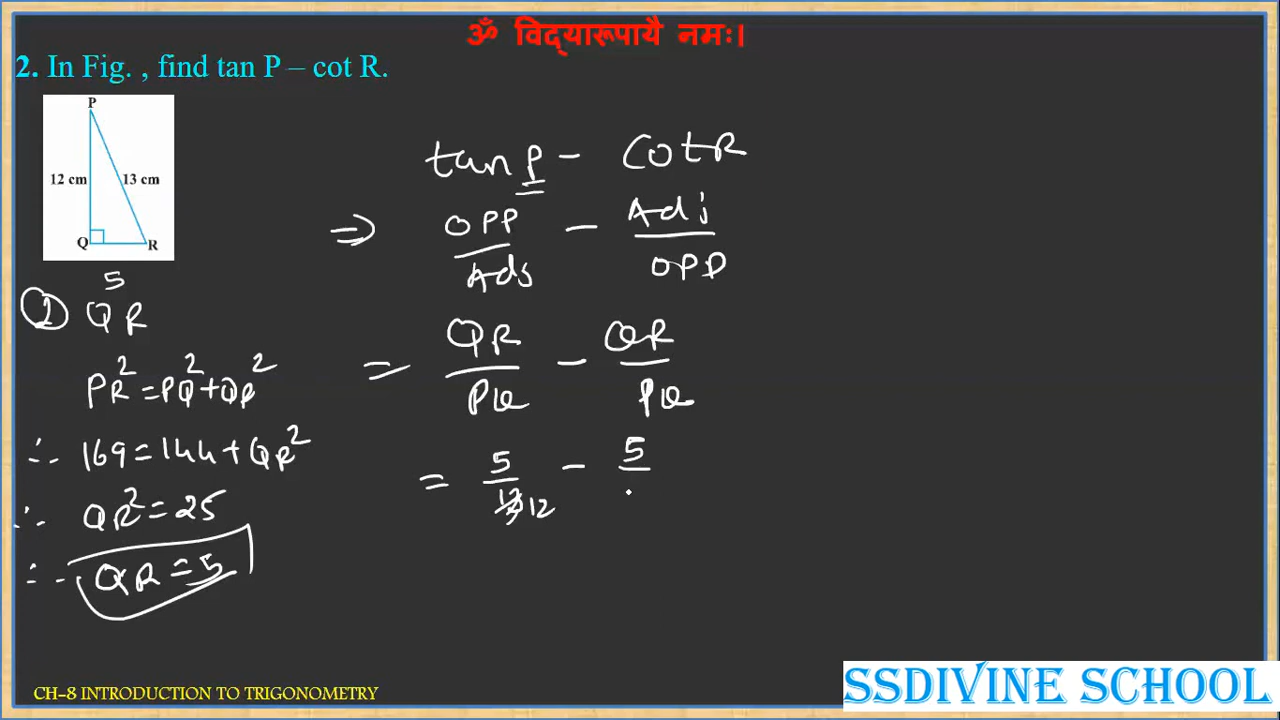 ॐ विद्यारूपायै नमः।
2. In Fig. , find tan P – cot R.
P
12 cm
13 cm
Q
R
5
① QR
PR² = PQ² + QR²
∴ 169 = 144 + QR²
∴ QR² = 25
∴ QR = 5
tan P – cot R
⇒ OPP/Adj – Adj/OPP
= QR/PQ – QR/PQ
= 5/12 – 5/
CH-8 INTRODUCTION TO TRIGONOMETRY
SSDIVINE SCHOOL